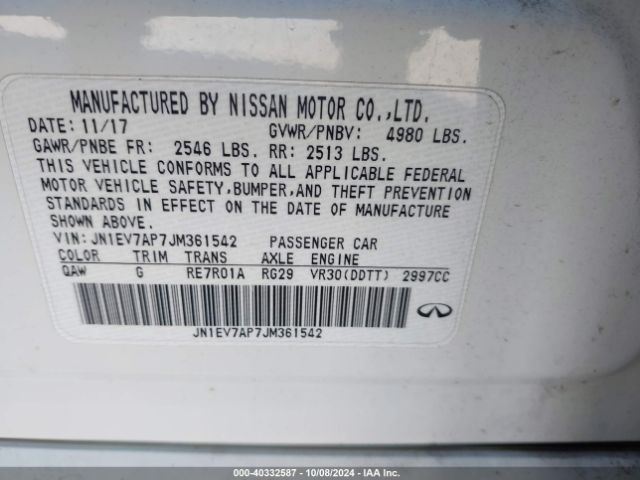 MANUFACTURED BY NISSAN MOTOR CO.,LTD.
DATE: 11/17 GVWR/PNBV: 4980 LBS.
GAWR/PNBE FR: 2546 LBS. RR: 2513 LBS.
THIS VEHICLE CONFORMS TO ALL APPLICABLE FEDERAL
MOTOR VEHICLE SAFETY,BUMPER,AND THEFT PREVENTION
STANDARDS IN EFFECT ON THE DATE OF MANUFACTURE
SHOWN ABOVE.
VIN: JN1EV7AP7JM361542 PASSENGER CAR
COLOR TRIM TRANS AXLE ENGINE
QAW G RE7R01A RG29 VR30(DDTT) 2997CC
JN1EV7AP7JM361542
000-40332587 - 10/08/2024 - IAA Inc.